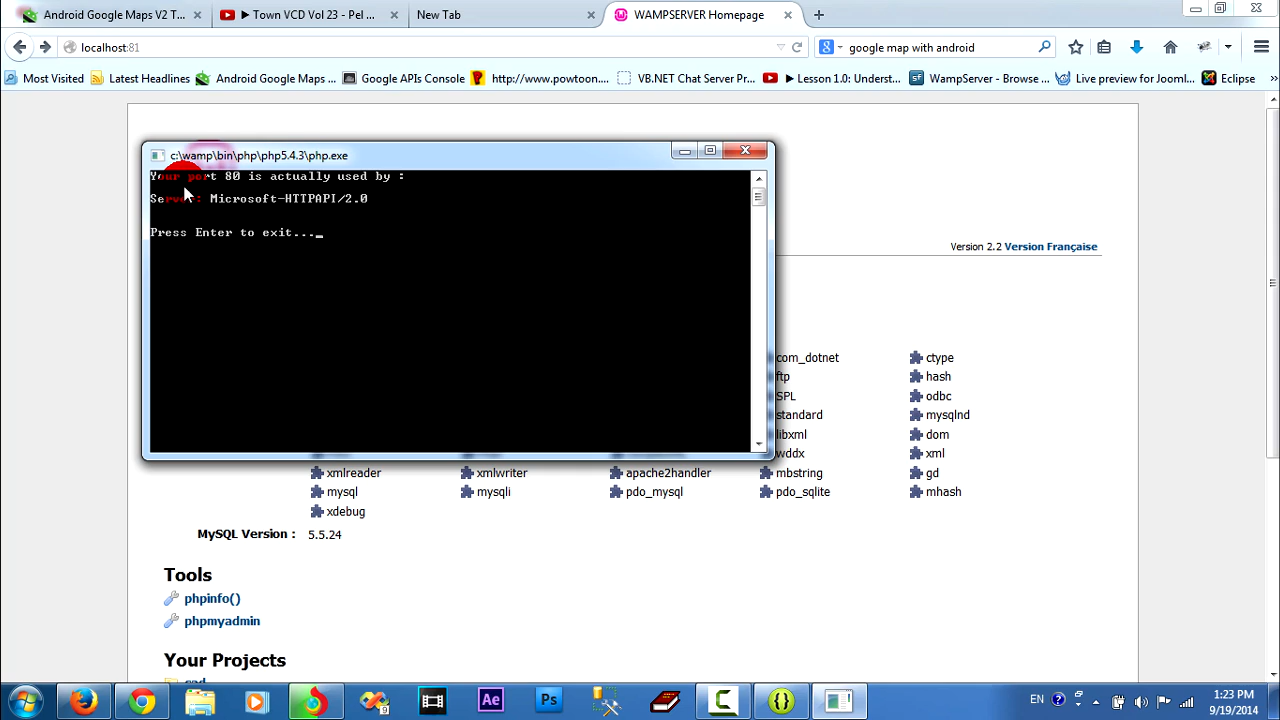 Android Google Maps V2 T...
▶ Town VCD Vol 23 - Pel ...
New Tab
WAMPSERVER Homepage
localhost:81
google map with android
Most Visited
Latest Headlines
Android Google Maps ...
Google APIs Console
http://www.powtoon....
VB.NET Chat Server Pr...
▶ Lesson 1.0: Underst...
WampServer - Browse ...
Live preview for Jooml...
Eclipse
c:\wamp\bin\php\php5.4.3\php.exe
Your port 80 is actually used by :
Server: Microsoft-HTTPAPI/2.0
Press Enter to exit..._
Version 2.2 Version Française
com_dotnet
ctype
ftp
hash
SPL
odbc
standard
mysqlnd
libxml
dom
wddx
xml
xmlreader
xmlwriter
apache2handler
mbstring
gd
mysql
mysqli
pdo_mysql
pdo_sqlite
mhash
xdebug
MySQL Version :
5.5.24
Tools
phpinfo()
phpmyadmin
Your Projects
Ae
Ps
EN
1:23 PM
9/19/2014